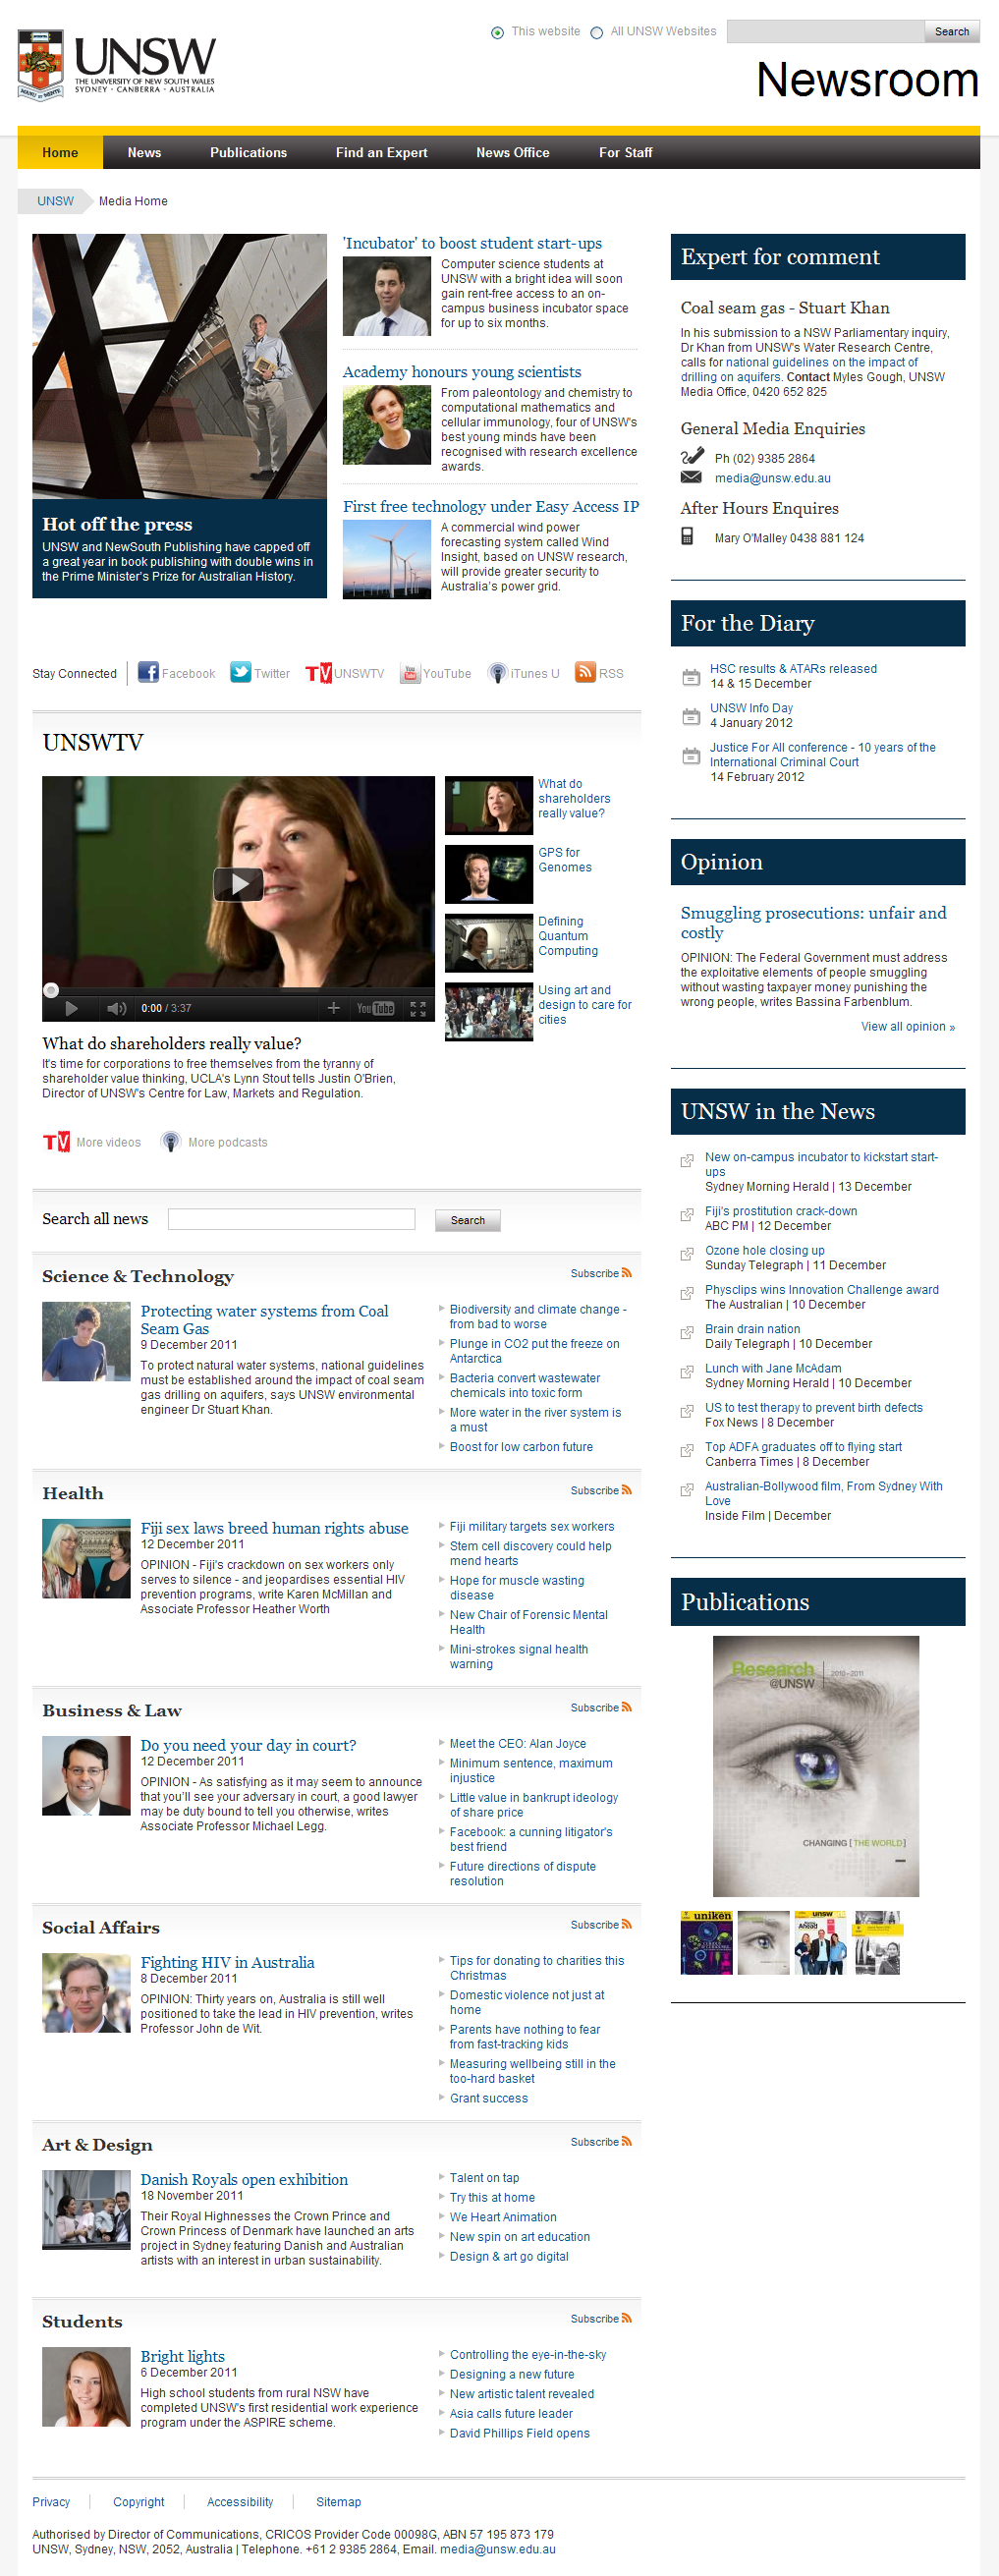 This website
All UNSW Websites
Search
UNSW
THE UNIVERSITY OF NEW SOUTH WALES
SYDNEY · CANBERRA · AUSTRALIA
Newsroom
Home
News
Publications
Find an Expert
News Office
For Staff
UNSW
Media Home
Hot off the press
UNSW and NewSouth Publishing have capped off
a great year in book publishing with double wins in
the Prime Minister's Prize for Australian History.
'Incubator' to boost student start-ups
Computer science students at
UNSW with a bright idea will soon
gain rent-free access to an on-
campus business incubator space
for up to six months.
Academy honours young scientists
From paleontology and chemistry to
computational mathematics and
cellular immunology, four of UNSW's
best young minds have been
recognised with research excellence
awards.
First free technology under Easy Access IP
A commercial wind power
forecasting system called Wind
Insight, based on UNSW research,
will provide greater security to
Australia's power grid.
Stay Connected
Facebook
Twitter
TV UNSWTV
YouTube
iTunes U
RSS
UNSWTV
0:00 / 3:37
YouTube
What do
shareholders
really value?
GPS for
Genomes
Defining
Quantum
Computing
Using art and
design to care for
cities
What do shareholders really value?
It's time for corporations to free themselves from the tyranny of
shareholder value thinking, UCLA's Lynn Stout tells Justin O'Brien,
Director of UNSW's Centre for Law, Markets and Regulation.
TV More videos
More podcasts
Search all news
Search
Science & Technology
Subscribe
Protecting water systems from Coal
Seam Gas
9 December 2011
To protect natural water systems, national guidelines
must be established around the impact of coal seam
gas drilling on aquifers, says UNSW environmental
engineer Dr Stuart Khan.
Biodiversity and climate change -
from bad to worse
Plunge in CO2 put the freeze on
Antarctica
Bacteria convert wastewater
chemicals into toxic form
More water in the river system is
a must
Boost for low carbon future
Health
Subscribe
Fiji sex laws breed human rights abuse
12 December 2011
OPINION - Fiji's crackdown on sex workers only
serves to silence - and jeopardises essential HIV
prevention programs, write Karen McMillan and
Associate Professor Heather Worth
Fiji military targets sex workers
Stem cell discovery could help
mend hearts
Hope for muscle wasting
disease
New Chair of Forensic Mental
Health
Mini-strokes signal health
warning
Business & Law
Subscribe
Do you need your day in court?
12 December 2011
OPINION - As satisfying as it may seem to announce
that you'll see your adversary in court, a good lawyer
may be duty bound to tell you otherwise, writes
Associate Professor Michael Legg.
Meet the CEO: Alan Joyce
Minimum sentence, maximum
injustice
Little value in bankrupt ideology
of share price
Facebook: a cunning litigator's
best friend
Future directions of dispute
resolution
Social Affairs
Subscribe
Fighting HIV in Australia
8 December 2011
OPINION: Thirty years on, Australia is still well
positioned to take the lead in HIV prevention, writes
Professor John de Wit.
Tips for donating to charities this
Christmas
Domestic violence not just at
home
Parents have nothing to fear
from fast-tracking kids
Measuring wellbeing still in the
too-hard basket
Grant success
Art & Design
Subscribe
Danish Royals open exhibition
18 November 2011
Their Royal Highnesses the Crown Prince and
Crown Princess of Denmark have launched an arts
project in Sydney featuring Danish and Australian
artists with an interest in urban sustainability.
Talent on tap
Try this at home
We Heart Animation
New spin on art education
Design & art go digital
Students
Subscribe
Bright lights
6 December 2011
High school students from rural NSW have
completed UNSW's first residential work experience
program under the ASPIRE scheme.
Controlling the eye-in-the-sky
Designing a new future
New artistic talent revealed
Asia calls future leader
David Phillips Field opens
Expert for comment
Coal seam gas - Stuart Khan
In his submission to a NSW Parliamentary inquiry,
Dr Khan from UNSW's Water Research Centre,
calls for national guidelines on the impact of
drilling on aquifers. Contact Myles Gough, UNSW
Media Office, 0420 652 825
General Media Enquiries
Ph (02) 9385 2864
media@unsw.edu.au
After Hours Enquires
Mary O'Malley 0438 881 124
For the Diary
HSC results & ATARs released
14 & 15 December
UNSW Info Day
4 January 2012
Justice For All conference - 10 years of the
International Criminal Court
14 February 2012
Opinion
Smuggling prosecutions: unfair and
costly
OPINION: The Federal Government must address
the exploitative elements of people smuggling
without wasting taxpayer money punishing the
wrong people, writes Bassina Farbenblum.
View all opinion »
UNSW in the News
New on-campus incubator to kickstart start-
ups
Sydney Morning Herald | 13 December
Fiji's prostitution crack-down
ABC PM | 12 December
Ozone hole closing up
Sunday Telegraph | 11 December
Physclips wins Innovation Challenge award
The Australian | 10 December
Brain drain nation
Daily Telegraph | 10 December
Lunch with Jane McAdam
Sydney Morning Herald | 10 December
US to test therapy to prevent birth defects
Fox News | 8 December
Top ADFA graduates off to flying start
Canberra Times | 8 December
Australian-Bollywood film, From Sydney With
Love
Inside Film | December
Publications
Research
@UNSW
2010-2011
CHANGING [THE WORLD]
uniken
unsw
Ahead
Privacy
Copyright
Accessibility
Sitemap
Authorised by Director of Communications, CRICOS Provider Code 00098G, ABN 57 195 873 179
UNSW, Sydney, NSW, 2052, Australia | Telephone. +61 2 9385 2864, Email. media@unsw.edu.au